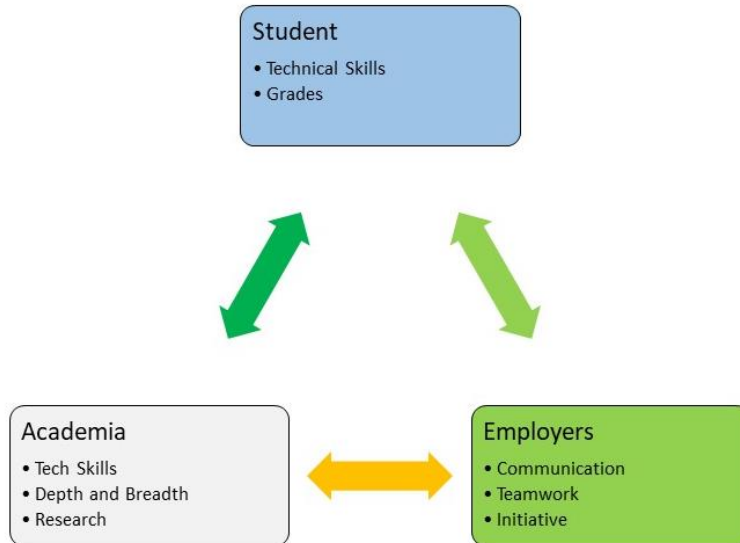 Student
• Technical Skills
• Grades
Academia
• Tech Skills
• Depth and Breadth
• Research
Employers
• Communication
• Teamwork
• Initiative